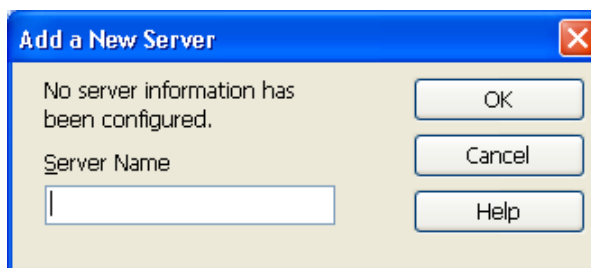 Add a New Server
No server information has
been configured.
Server Name
OK
Cancel
Help